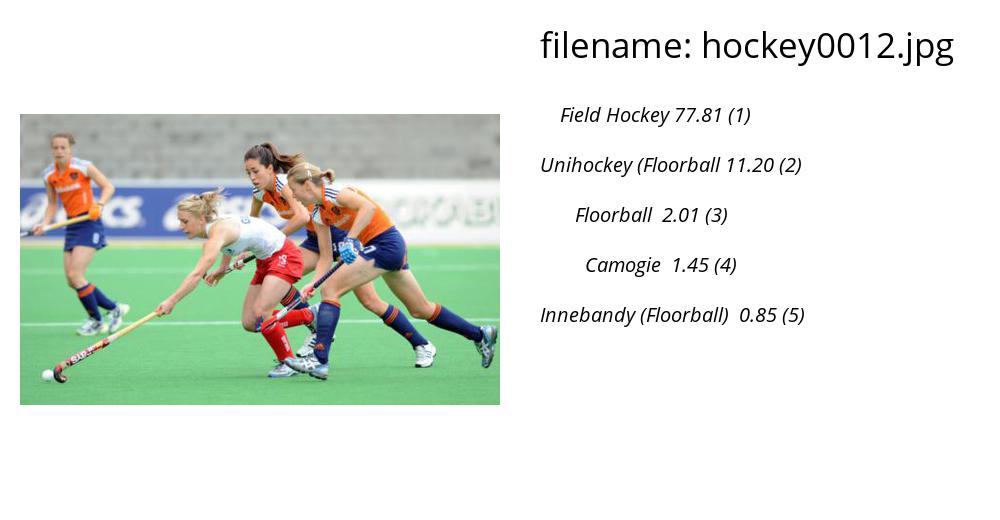 filename: hockey0012.jpg
Field Hockey 77.81 (1)
Unihockey (Floorball 11.20 (2)
Floorball 2.01 (3)
Camogie 1.45 (4)
Innebandy (Floorball) 0.85 (5)
asics